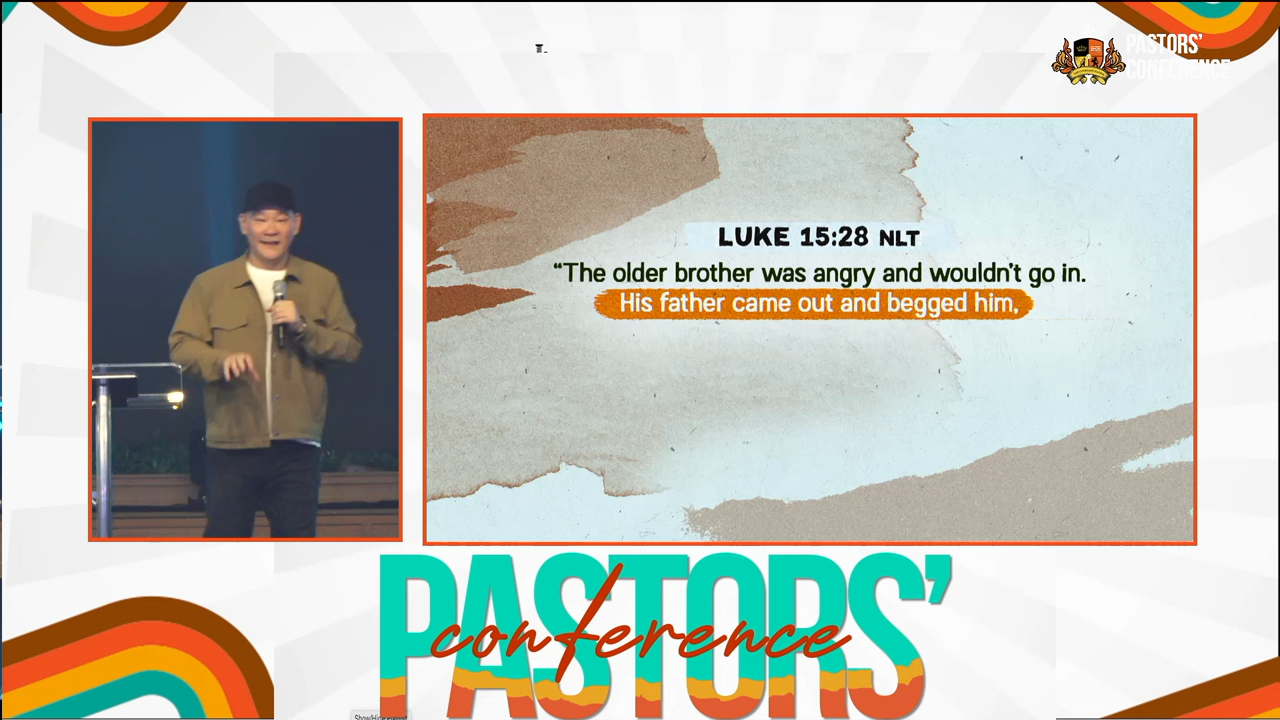 PASTORS'
CONFERENCE
LUKE 15:28 NLT
“The older brother was angry and wouldn’t go in.
His father came out and begged him,
PASTORS’
conference